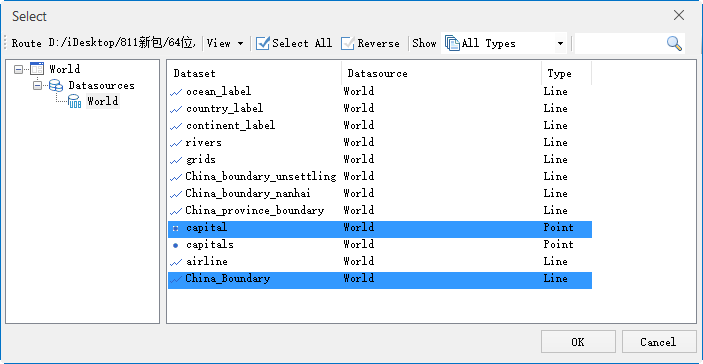 Select
Route D:/iDesktop/811新包/64位, View Select All Reverse Show All Types
World
Datasources
World
Dataset Datasource Type
ocean_label World Line
country_label World Line
continent_label World Line
rivers World Line
grids World Line
China_boundary_unsettling World Line
China_boundary_nanhai World Line
China_province_boundary World Line
capital World Point
capitals World Point
airline World Line
China_Boundary World Line
OK Cancel